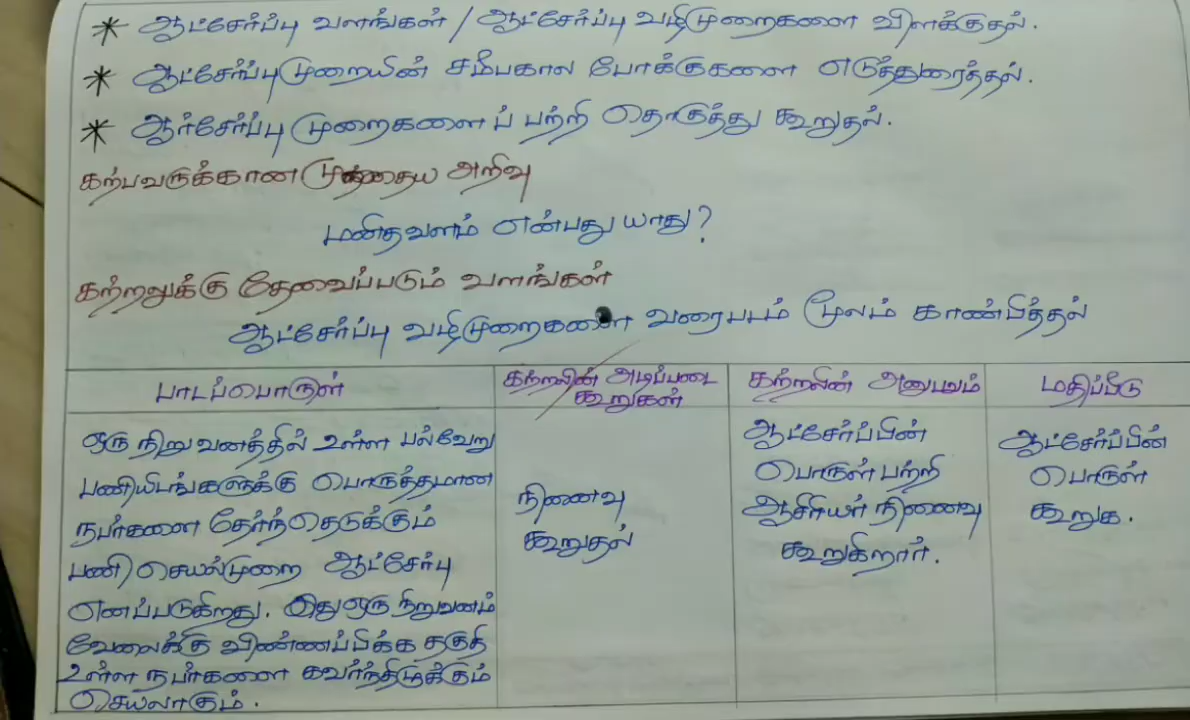 * ஆட்சேர்ப்பு வளங்கள் / ஆட்சேர்ப்பு வழிமுறைகளை விளக்குதல்.
* ஆட்சேர்ப்புமுறையின் சமீபகால போக்குகளை எடுத்துரைத்தல்.
* ஆர்சேர்ப்பு முறைகளைப் பற்றி தொகுத்து கூறுதல்.
கற்பவருக்கான முந்தைய அறிவு
மனிதவளம் என்பது யாது?
கற்றலுக்கு தேவைப்படும் வளங்கள்
ஆட்சேர்ப்பு வழிமுறைகளை வரைபடம் மூலம் காண்பித்தல்
பாடப்பொருள்
ஒரு நிறுவனத்தில் உள்ள பல்வேறு
பணியிடங்களுக்கு பொருத்தமான
நபர்களை தேர்ந்தெடுக்கும்
பணி செயல்முறை ஆட்சேர்பு
எனப்படுகிறது. இது ஒரு நிறுவனம்
வேலைக்கு விண்ணப்பிக்க தகுதி
உள்ள நபர்களை கவர்ந்திழுக்கும்
செயலாகும்.
கற்றலின் அடிப்படை
கூறுகள்
நினைவு
கூறுதல்
கற்றலின் அனுபவம்
ஆட்சேர்ப்பின்
பொருள் பற்றி
ஆசிரியர் நினைவு
கூறுகிறார்.
மதிப்பீடு
ஆட்சேர்ப்பின்
பொருள்
கூறுக.